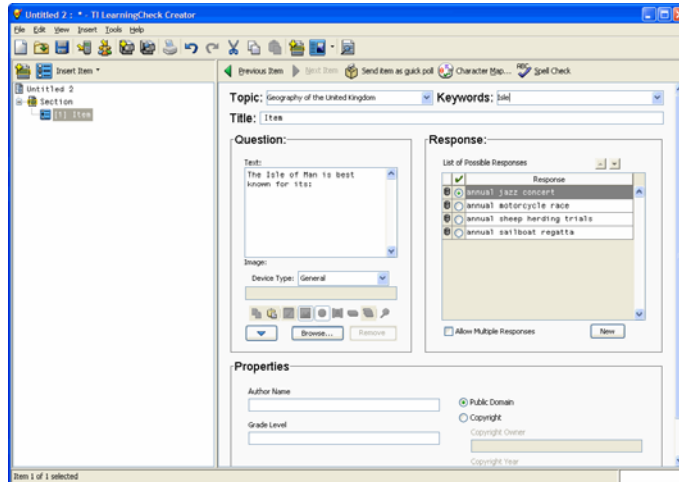 Untitled 2 : * - TI LearningCheck Creator
File Edit View Insert Tools Help
Insert Item
Previous Item Next Item Send item as quick poll Character Map... Spell Check
Untitled 2
Section
[1] Item
Topic: Geography of the United Kingdom Keywords: Isle
Title: Item
Question:
Text:
The Isle of Man is best
known for its:
Image:
Device Type: General
Browse... Remove
Response:
List of Possible Responses
Response
annual jazz concert
annual motorcycle race
annual sheep herding trials
annual sailboat regatta
Allow Multiple Responses New
Properties
Author Name
Grade Level
Public Domain
Copyright
Copyright Owner
Copyright Year
Item 1 of 1 selected